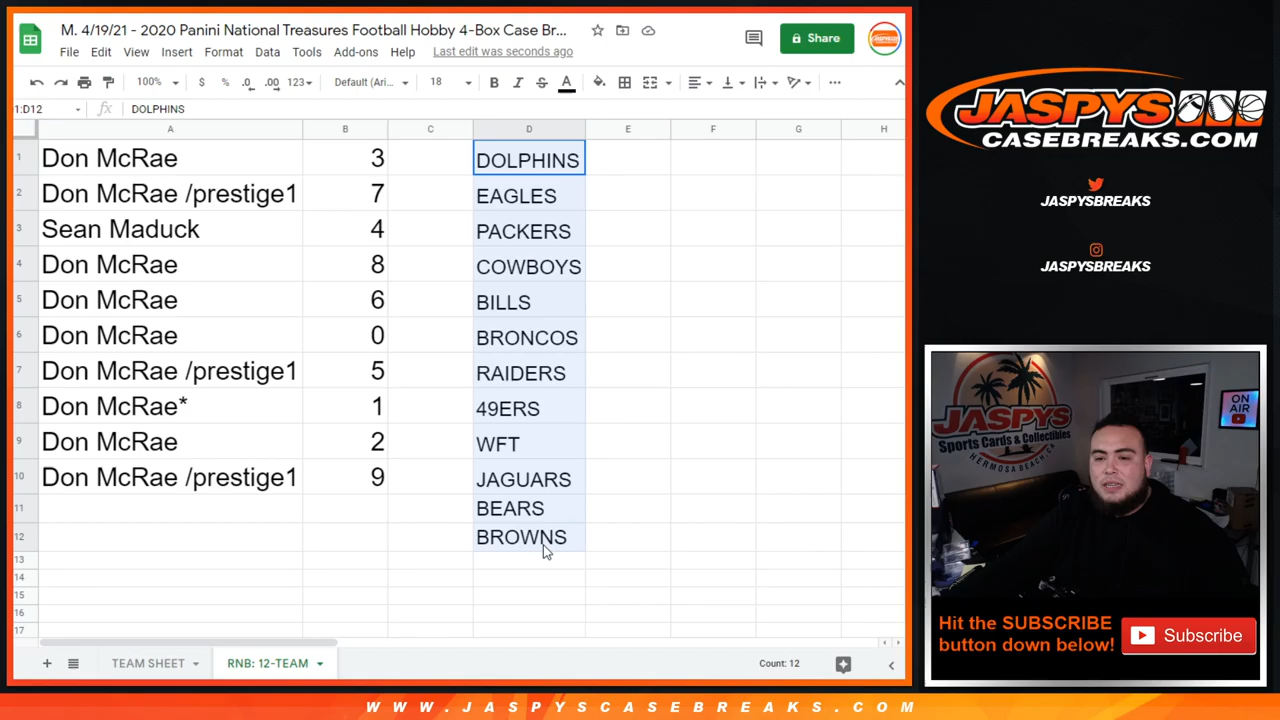 M. 4/19/21 - 2020 Panini National Treasures Football Hobby 4-Box Case Br...
File Edit View Insert Format Data Tools Add-ons Help Last edit was seconds ago
Share
100% $ % .0 .00 123 Default (Ari... 18 B I S A
1:D12 fx DOLPHINS
A B C D E F G H
1 Don McRae 3 DOLPHINS
2 Don McRae /prestige1 7 EAGLES
3 Sean Maduck 4 PACKERS
4 Don McRae 8 COWBOYS
5 Don McRae 6 BILLS
6 Don McRae 0 BRONCOS
7 Don McRae /prestige1 5 RAIDERS
8 Don McRae* 1 49ERS
9 Don McRae 2 WFT
10 Don McRae /prestige1 9 JAGUARS
11 BEARS
12 BROWNS
13
14
15
16
17
+ TEAM SHEET RNB: 12-TEAM Count: 12
JASPYS
CASEBREAKS.COM
JASPYSBREAKS
JASPYSBREAKS
JASPYS
Sports Cards & Collectibles
HERMOSA BEACH, CA
ON AIR
Hit the SUBSCRIBE
button down below!
Subscribe
WWW.JASPYSCASEBREAKS.COM